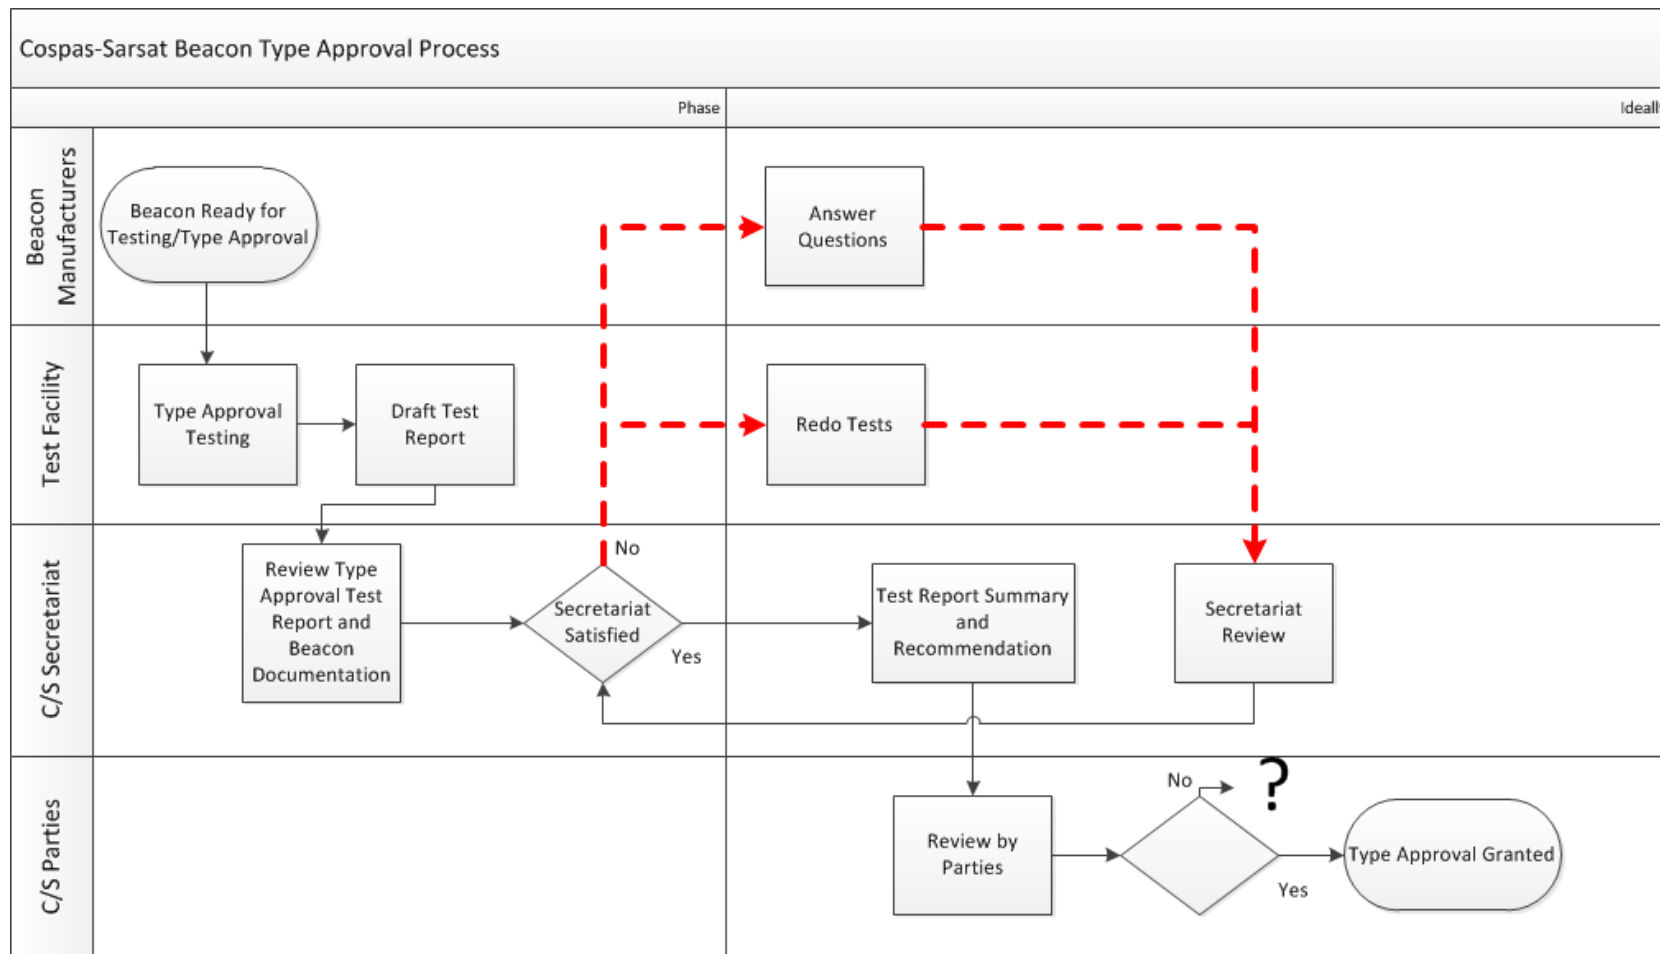 Cospas-Sarsat Beacon Type Approval Process
Phase
Ideall
Beacon
Manufacturers
Beacon Ready for
Testing/Type Approval
Answer
Questions
Test Facility
Type Approval
Testing
Draft Test
Report
Redo Tests
C/S Secretariat
Review Type
Approval Test
Report and
Beacon
Documentation
No
Secretariat
Satisfied
Yes
Test Report Summary
and
Recommendation
Secretariat
Review
C/S Parties
Review by
Parties
No
?
Yes
Type Approval Granted